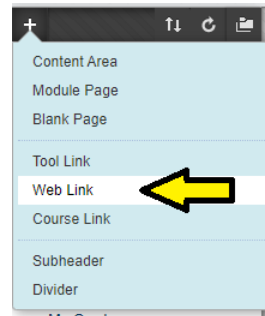 Content Area
Module Page
Blank Page
Tool Link
Web Link
Course Link
Subheader
Divider